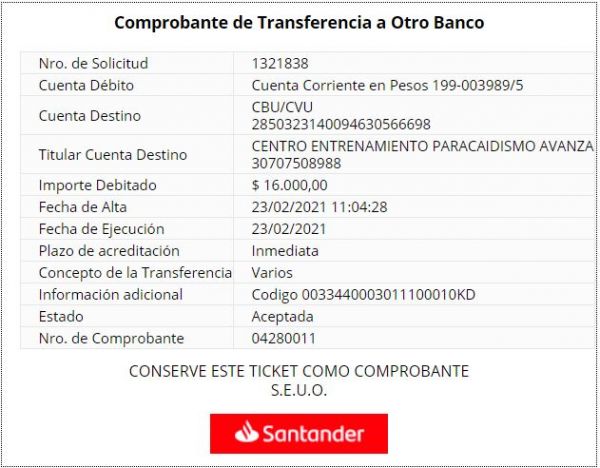 Comprobante de Transferencia a Otro Banco
Nro. de Solicitud 1321838
Cuenta Débito Cuenta Corriente en Pesos 199-003989/5
Cuenta Destino CBU/CVU
2850323140094630566698
Titular Cuenta Destino CENTRO ENTRENAMIENTO PARACAIDISMO AVANZA
30707508988
Importe Debitado $ 16.000,00
Fecha de Alta 23/02/2021 11:04:28
Fecha de Ejecución 23/02/2021
Plazo de acreditación Inmediata
Concepto de la Transferencia Varios
Información adicional Codigo 0033440003011100010KD
Estado Aceptada
Nro. de Comprobante 04280011
CONSERVE ESTE TICKET COMO COMPROBANTE
S.E.U.O.
Santander